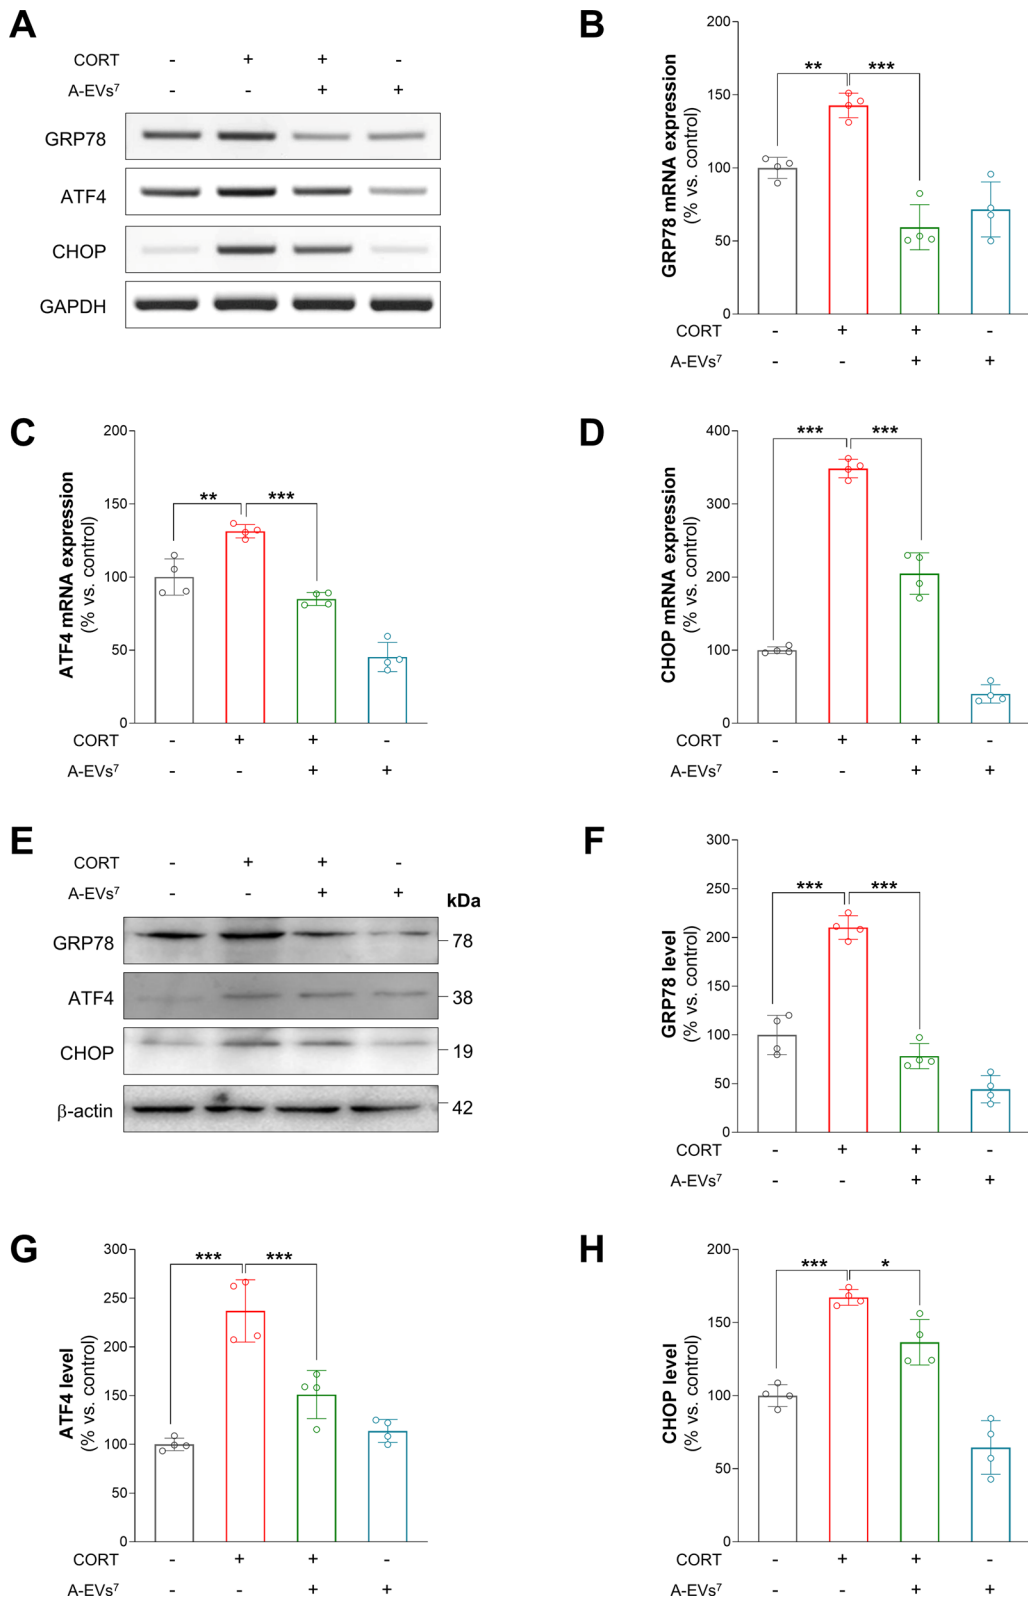 A
CORT - + + -
A-EVs⁷ - - + +
GRP78
ATF4
CHOP
GAPDH
B
GRP78 mRNA expression
(% vs. control)
200
150
100
50
0
** ***
CORT - + + -
A-EVs⁷ - - + +
C
ATF4 mRNA expression
(% vs. control)
200
150
100
50
0
** ***
CORT - + + -
A-EVs⁷ - - + +
D
CHOP mRNA expression
(% vs. control)
400
300
200
100
0
*** ***
CORT - + + -
A-EVs⁷ - - + +
E
CORT - + + -
A-EVs⁷ - - + +
kDa
GRP78 78
ATF4 38
CHOP 19
β-actin 42
F
GRP78 level
(% vs. control)
300
250
200
150
100
50
0
*** ***
CORT - + + -
A-EVs⁷ - - + +
G
ATF4 level
(% vs. control)
300
250
200
150
100
50
0
*** ***
CORT - + + -
A-EVs⁷ - - + +
H
CHOP level
(% vs. control)
200
150
100
50
0
*** *
CORT - + + -
A-EVs⁷ - - + +